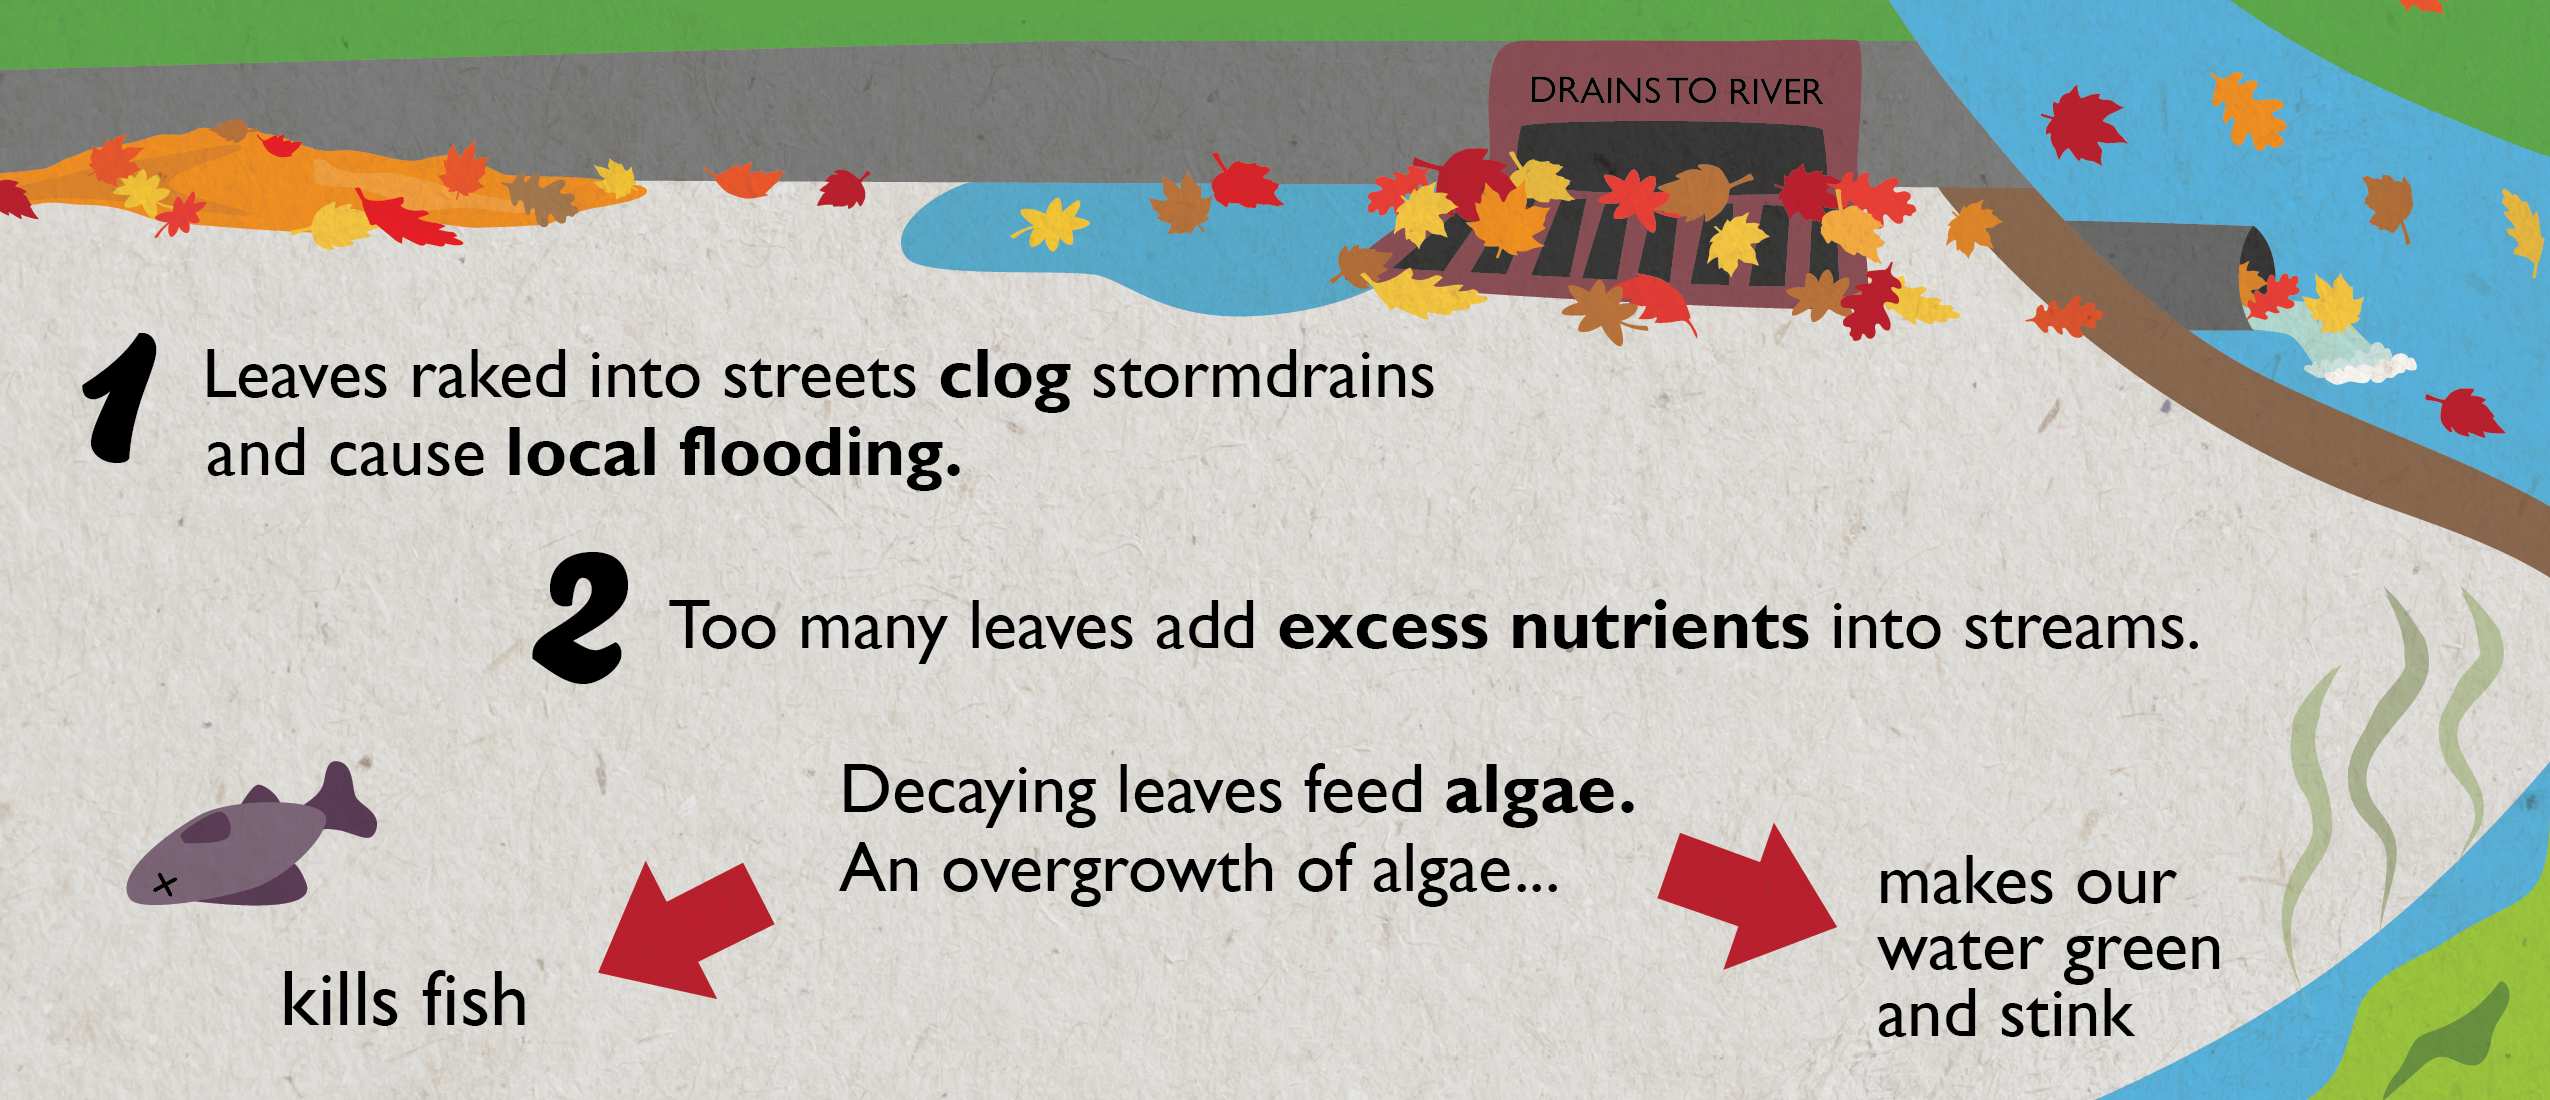 DRAINS TO RIVER
1
Leaves raked into streets clog stormdrains
and cause local flooding.
2
Too many leaves add excess nutrients into streams.
Decaying leaves feed algae.
An overgrowth of algae...
kills fish
makes our
water green
and stink